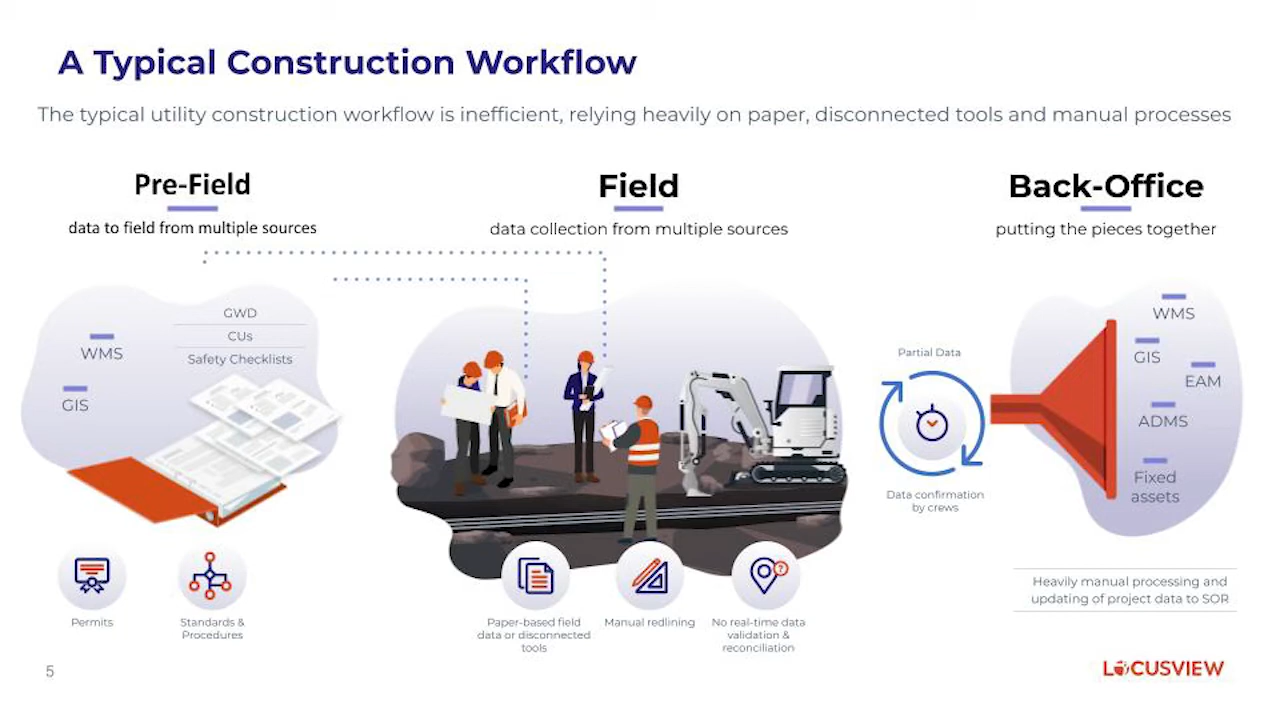 A Typical Construction Workflow
The typical utility construction workflow is inefficient, relying heavily on paper, disconnected tools and manual processes
Pre-Field
data to field from multiple sources
GWD
CUs
Safety Checklists
WMS
GIS
Permits
Standards &
Procedures
Field
data collection from multiple sources
Paper-based field
data or disconnected
tools
Manual redlining
No real-time data
validation &
reconciliation
?
Back-Office
putting the pieces together
Partial Data
Data confirmation
by crews
WMS
GIS
EAM
ADMS
Fixed
assets
Heavily manual processing and
updating of project data to SOR
5
LOCUSVIEW